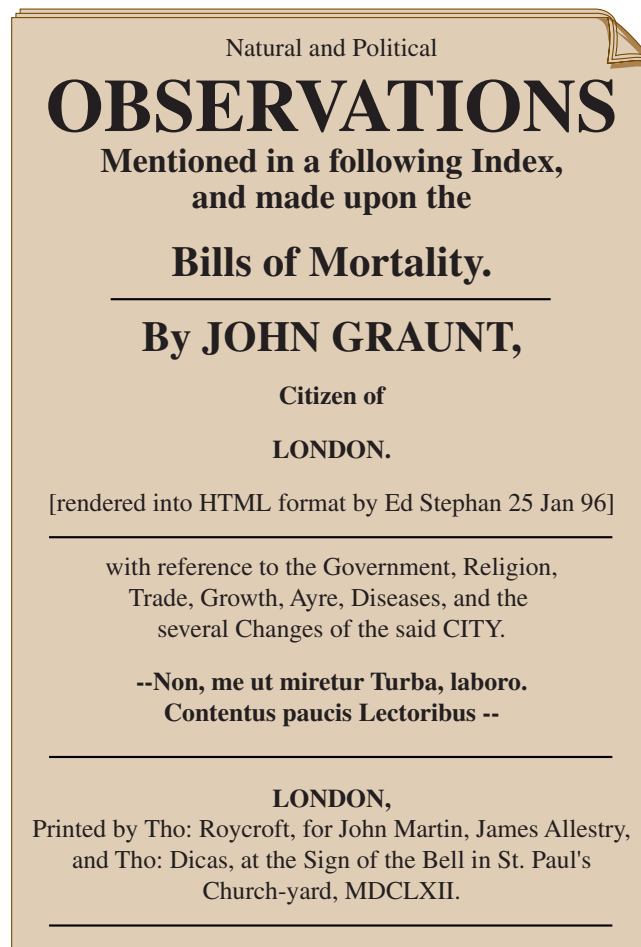 Natural and Political
OBSERVATIONS
Mentioned in a following Index,
and made upon the
Bills of Mortality.
By JOHN GRAUNT,
Citizen of
LONDON.
[rendered into HTML format by Ed Stephan 25 Jan 96]
with reference to the Government, Religion,
Trade, Growth, Ayre, Diseases, and the
several Changes of the said CITY.
--Non, me ut miretur Turba, laboro.
Contentus paucis Lectoribus --
LONDON,
Printed by Tho: Roycroft, for John Martin, James Allestry,
and Tho: Dicas, at the Sign of the Bell in St. Paul's
Church-yard, MDCLXII.